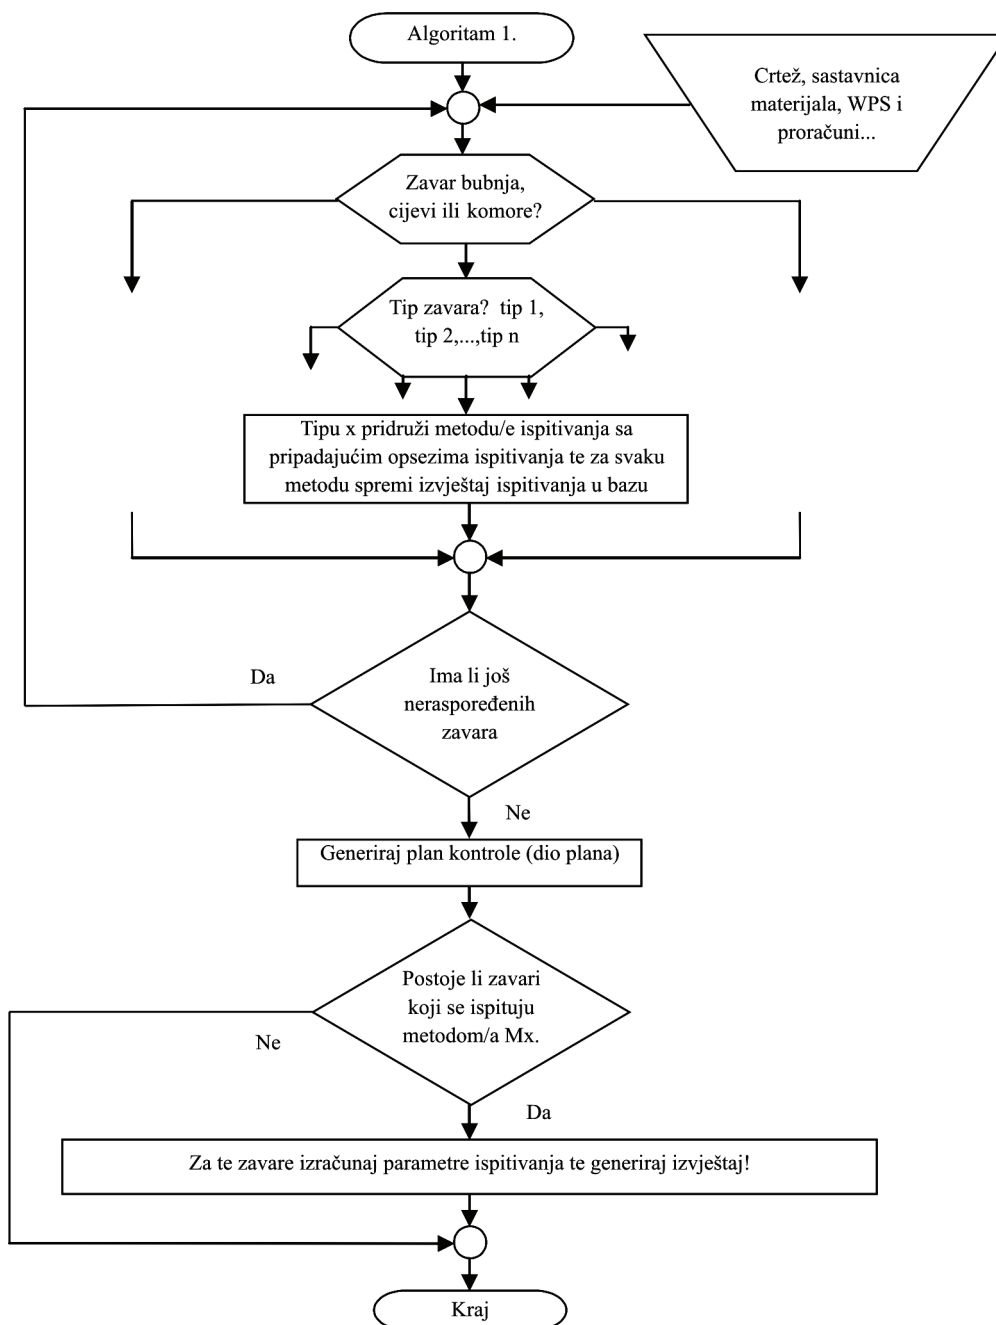 Algoritam 1.
Crtež, sastavnica
materijala, WPS i
proračuni...
Zavar bubnja,
cijevi ili komore?
Tip zavara?  tip 1,
tip 2,...,tip n
Tipu x pridruži metodu/e ispitivanja sa
pripadajućim opsezima ispitivanja te za svaku
metodu spremi izvještaj ispitivanja u bazu
Ima li još
neraspoređenih
zavara
Da
Ne
Generiraj plan kontrole (dio plana)
Postoje li zavari
koji se ispituju
metodom/a Mx.
Ne
Da
Za te zavare izračunaj parametre ispitivanja te generiraj izvještaj!
Kraj